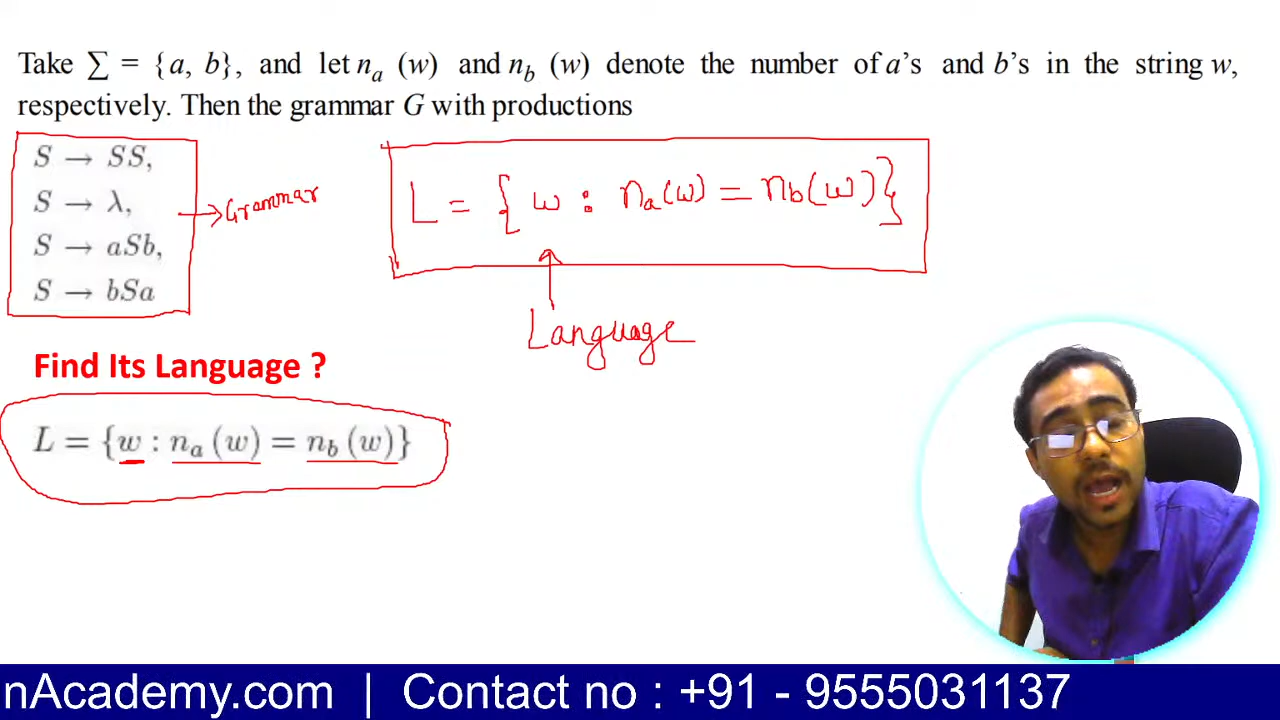 Take ∑ = {a, b}, and let nₐ (w) and n_b (w) denote the number of a's and b's in the string w,
respectively. Then the grammar G with productions
S → SS,
S → λ,
S → aSb,
S → bSa
Grammar
L = { w : nₐ(w) = n_b(w) }
Language
Find Its Language ?
L = {w : nₐ (w) = n_b (w)}
nAcademy.com | Contact no : +91 - 9555031137